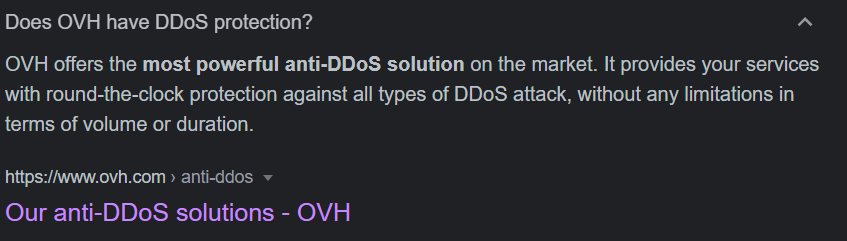 Does OVH have DDoS protection?
OVH offers the most powerful anti-DDoS solution on the market. It provides your services
with round-the-clock protection against all types of DDoS attack, without any limitations in
terms of volume or duration.
https://www.ovh.com › anti-ddos
Our anti-DDoS solutions - OVH